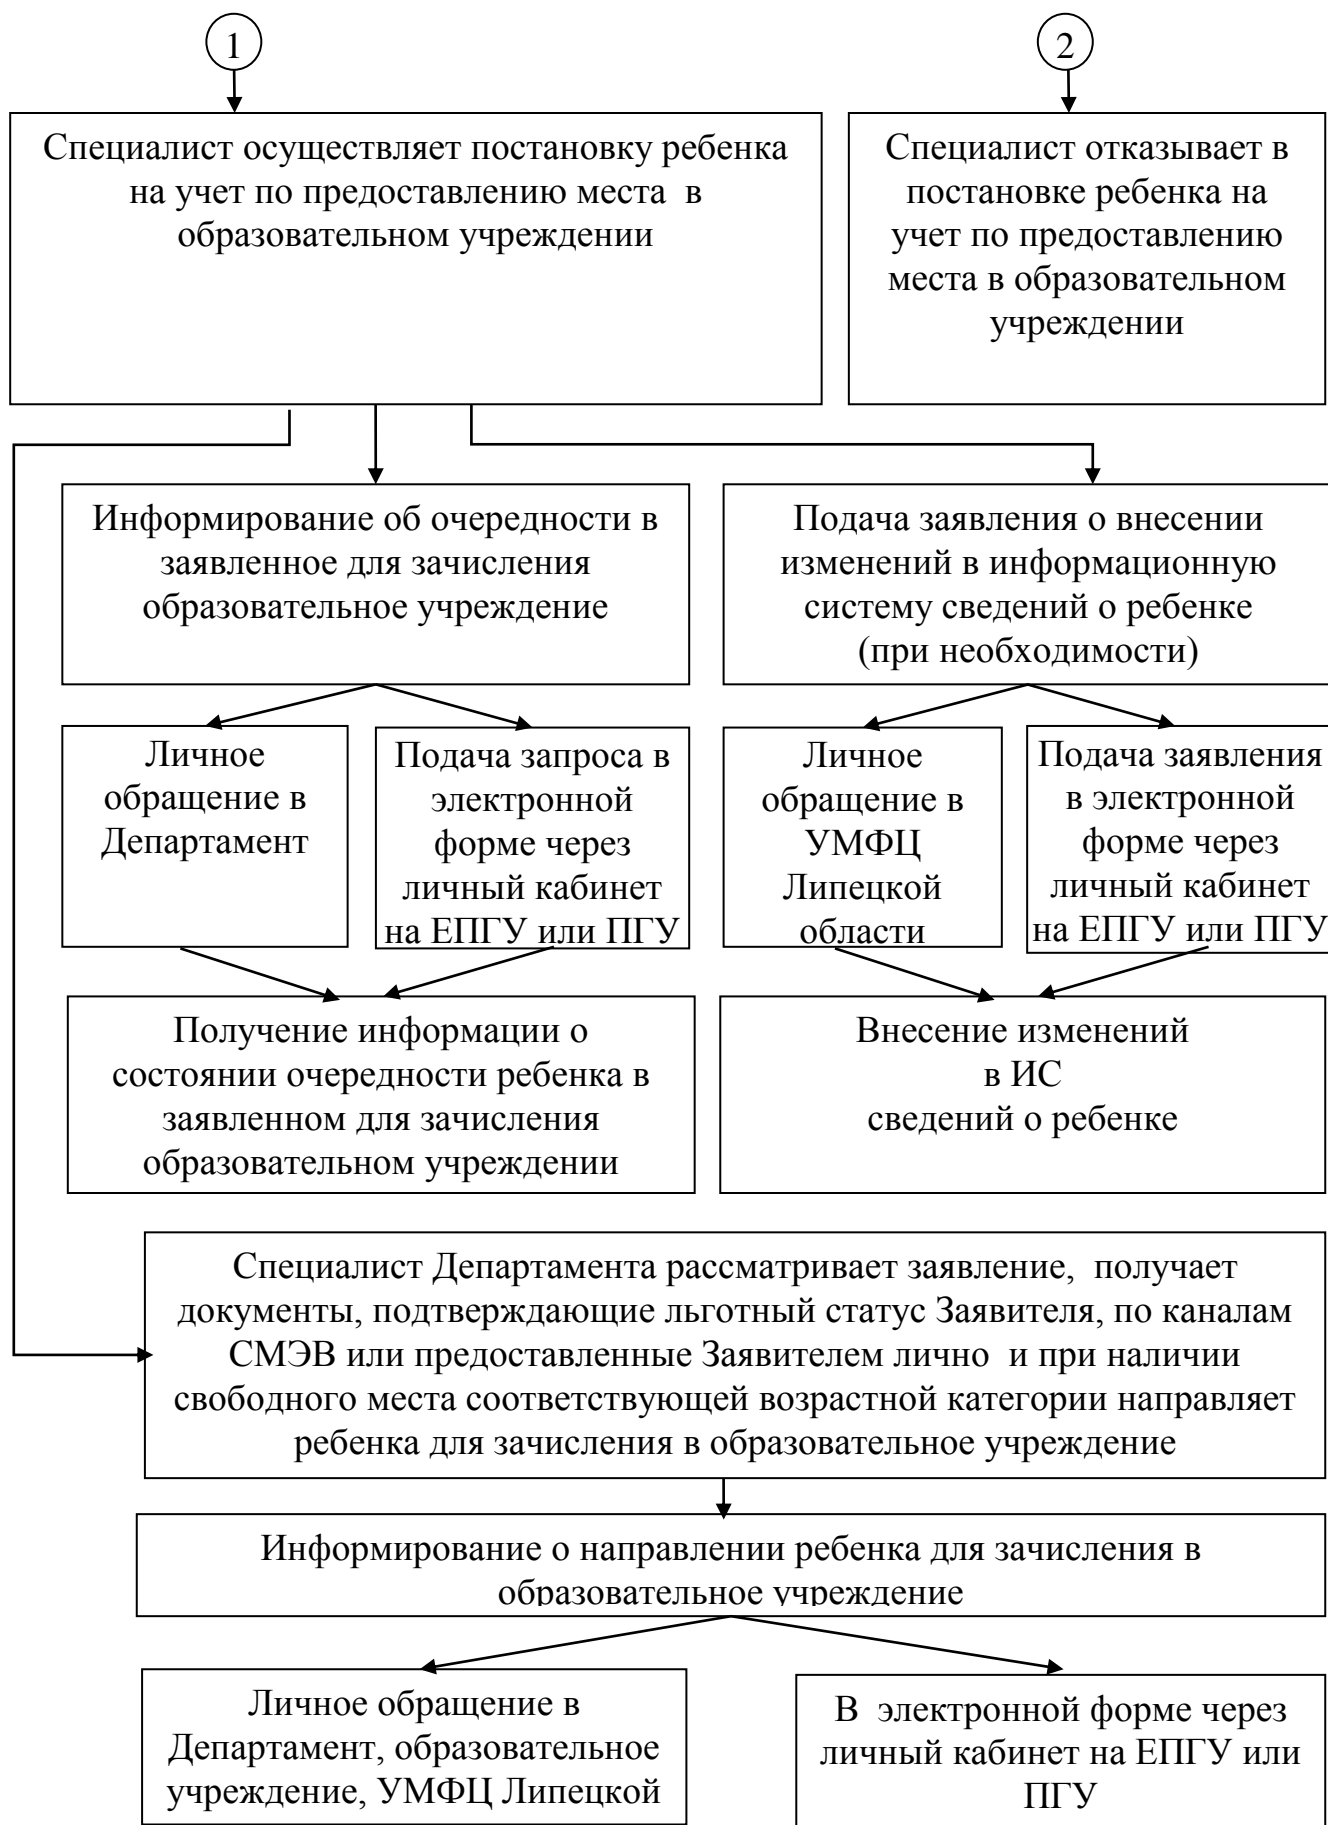 1
2
Специалист осуществляет постановку ребенка
на учет по предоставлению места  в
образовательном учреждении
Специалист отказывает в
постановке ребенка на
учет по предоставлению
места в образовательном
учреждении
Информирование об очередности в
заявленное для зачисления
образовательное учреждение
Подача заявления о внесении
изменений в информационную
систему сведений о ребенке
(при необходимости)
Личное
обращение в
Департамент
Подача запроса в
электронной
форме через
личный кабинет
на ЕПГУ или ПГУ
Личное
обращение в
УМФЦ
Липецкой
области
Подача заявления
в электронной
форме через
личный кабинет
на ЕПГУ или ПГУ
Получение информации о
состоянии очередности ребенка в
заявленном для зачисления
образовательном учреждении
Внесение изменений
в ИС
сведений о ребенке
Специалист Департамента рассматривает заявление,  получает
документы, подтверждающие льготный статус Заявителя, по каналам
СМЭВ или предоставленные Заявителем лично  и при наличии
свободного места соответствующей возрастной категории направляет
ребенка для зачисления в образовательное учреждение
Информирование о направлении ребенка для зачисления в
образовательное учреждение
Личное обращение в
Департамент, образовательное
учреждение, УМФЦ Липецкой
В  электронной форме через
личный кабинет на ЕПГУ или
ПГУ